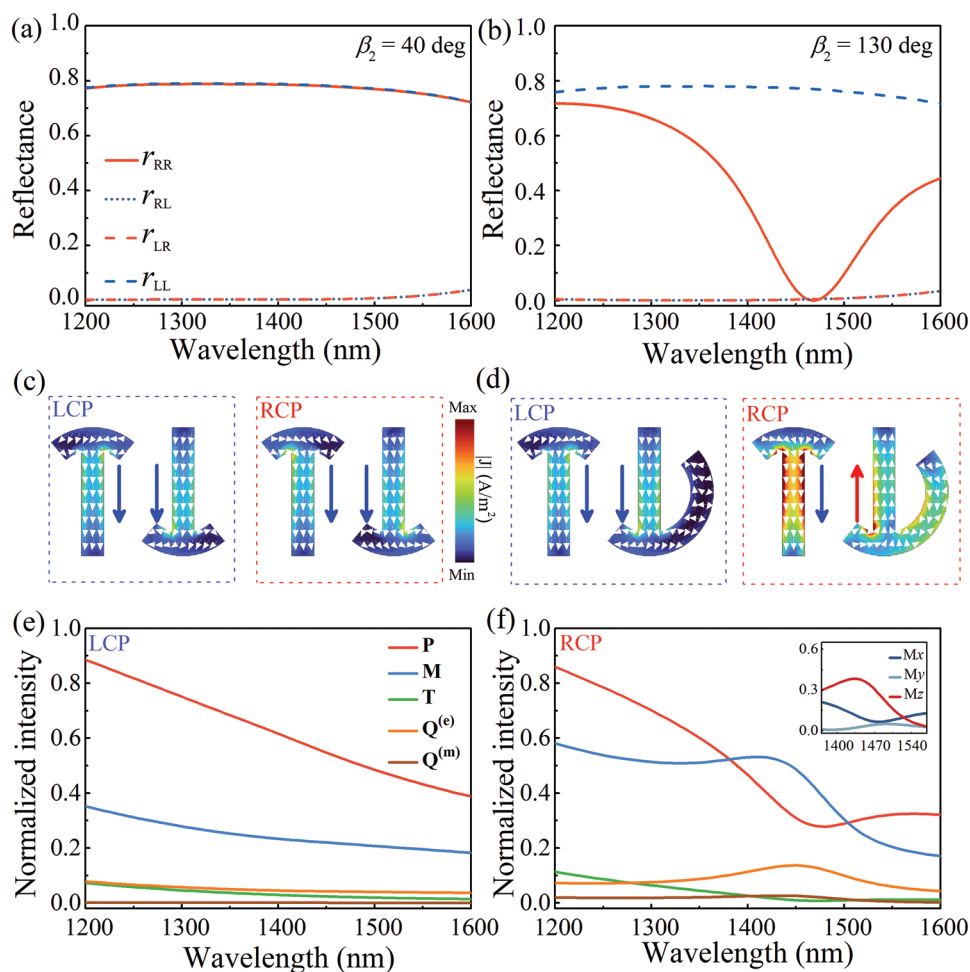 (a)
β₂ = 40 deg
Reflectance
1.0
0.8
0.6
0.4
0.2
0.0
r_RR
r_RL
r_LR
r_LL
1200 1300 1400 1500 1600
Wavelength (nm)
(b)
β₂ = 130 deg
Reflectance
1.0
0.8
0.6
0.4
0.2
0.0
1200 1300 1400 1500 1600
Wavelength (nm)
(c)
LCP
RCP
Max
|J| (A/m²)
Min
(d)
LCP
RCP
(e)
LCP
Normalized intensity
1.0
0.8
0.6
0.4
0.2
0.0
P
M
T
Q(e)
Q(m)
1200 1300 1400 1500 1600
Wavelength (nm)
(f)
RCP
Normalized intensity
1.0
0.8
0.6
0.4
0.2
0.0
0.6
0.3
0.0
Mx
My
Mz
1400 1470 1540
1200 1300 1400 1500 1600
Wavelength (nm)